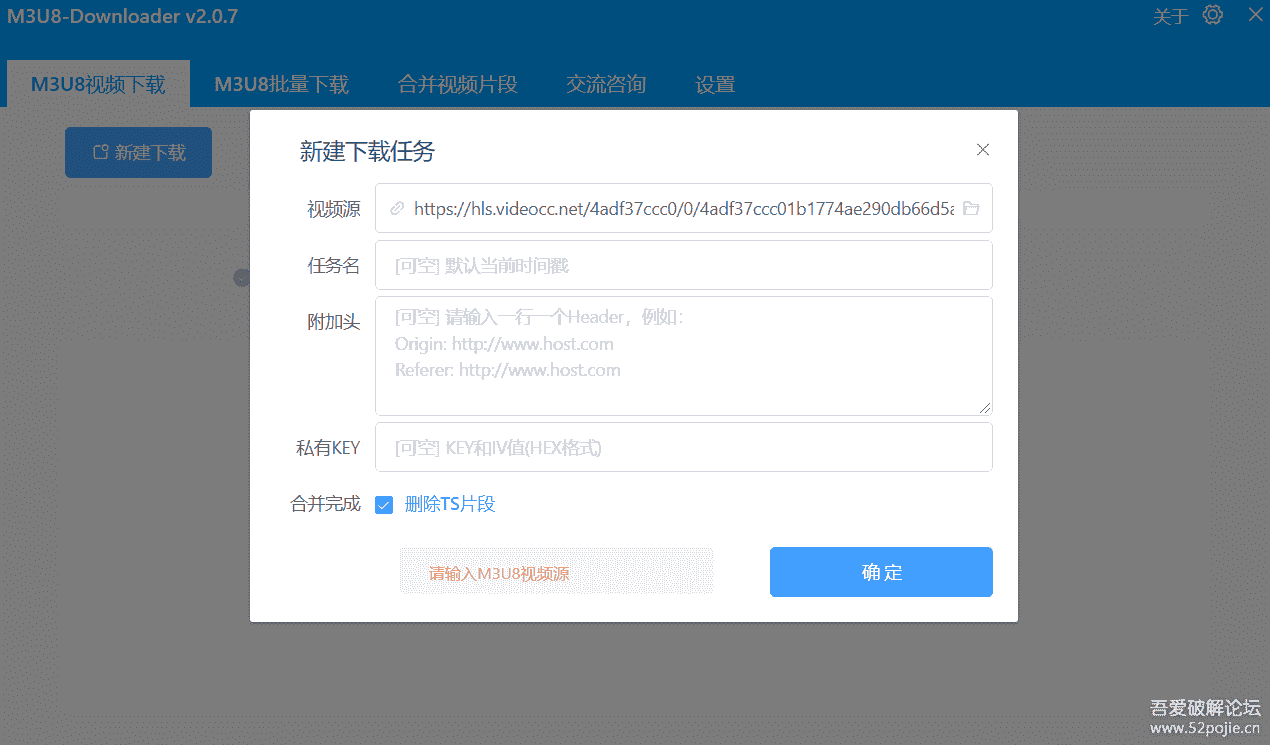 M3U8-Downloader v2.0.7
关于
M3U8视频下载 M3U8批量下载 合并视频片段 交流咨询 设置
新建下载
新建下载任务
视频源 https://hls.videocc.net/4adf37ccc0/0/4adf37ccc01b1774ae290db66d5a
任务名 [可空] 默认当前时间戳
附加头 [可空] 请输入一行一个Header，例如：
Origin: http://www.host.com
Referer: http://www.host.com
私有KEY [可空] KEY和IV值(HEX格式)
合并完成 删除TS片段
请输入M3U8视频源 确定
吾爱破解论坛
www.52pojie.cn